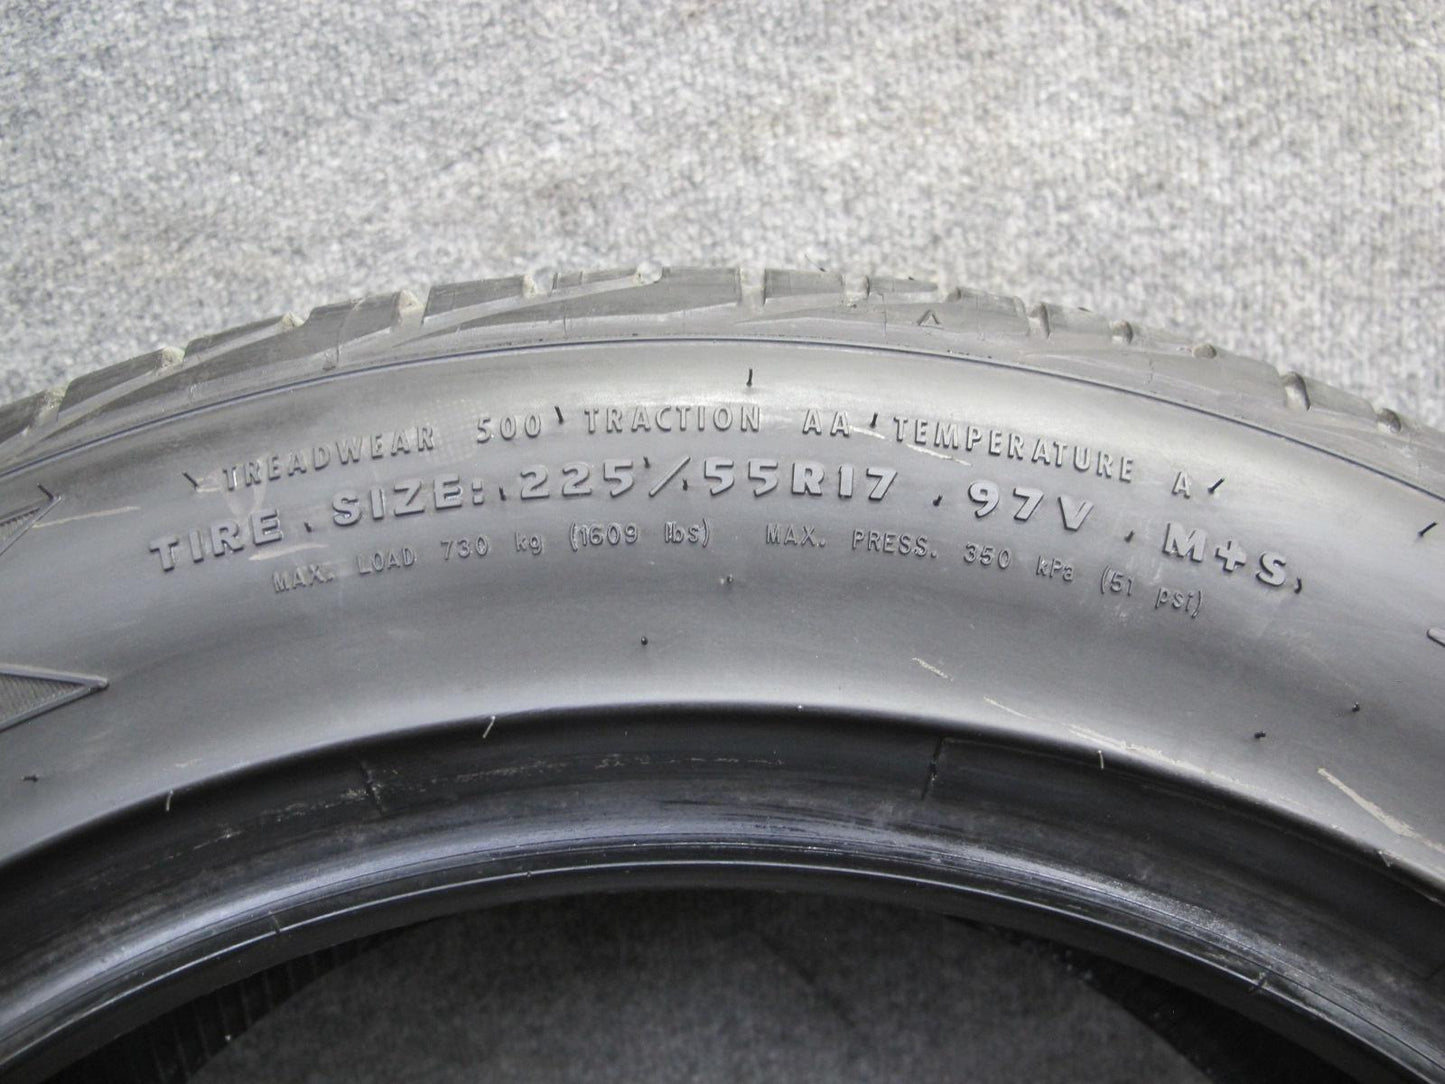 TREADWEAR 500 TRACTION AA TEMPERATURE A
TIRE SIZE: 225/55R17 97V M+S
MAX. LOAD 730 kg (1609 lbs) MAX. PRESS. 350 kPa (51 psi)